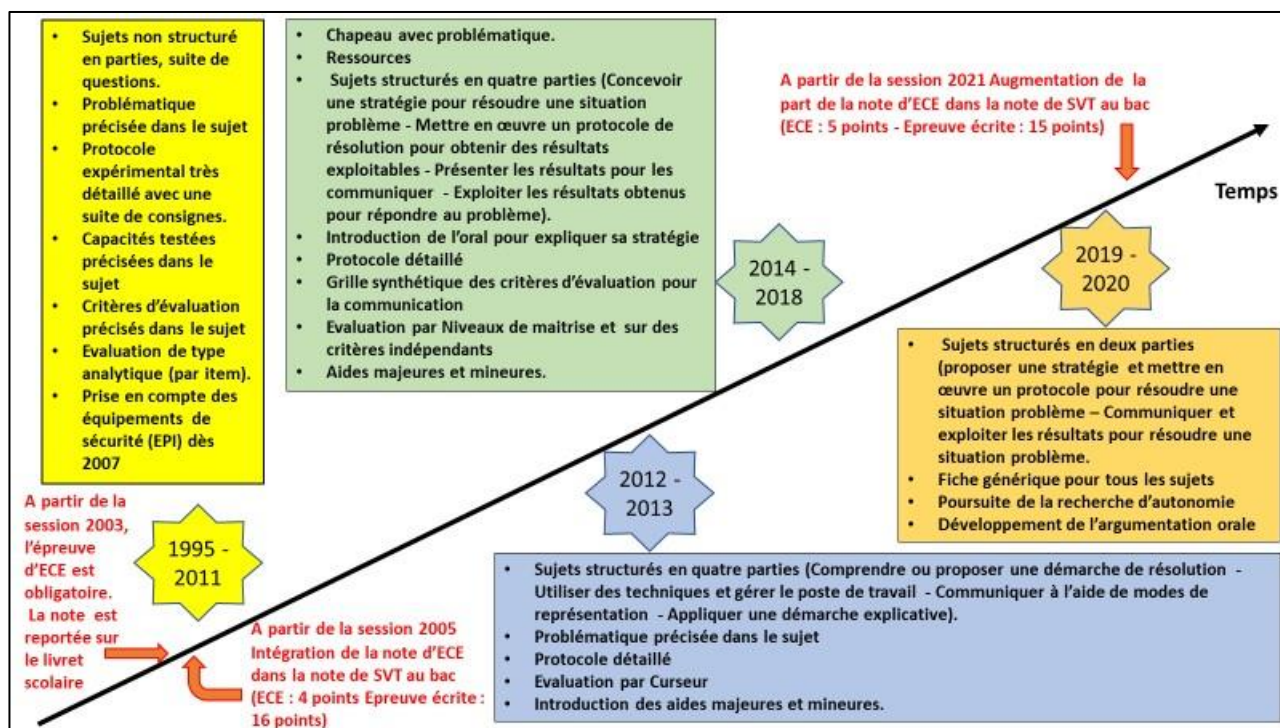 • Sujets non structuré
en parties, suite de
questions.
• Problématique
précisée dans le sujet
• Protocole
expérimental très
détaillé avec une
suite de consignes.
• Capacités testées
précisées dans le
sujet
• Critères d'évaluation
précisés dans le sujet
• Evaluation de type
analytique (par item).
• Prise en compte des
équipements de
sécurité (EPI) dès
2007
• Chapeau avec problématique.
• Ressources
• Sujets structurés en quatre parties (Concevoir
une stratégie pour résoudre une situation
problème - Mettre en œuvre un protocole de
résolution pour obtenir des résultats
exploitables - Présenter les résultats pour les
communiquer - Exploiter les résultats obtenus
pour répondre au problème).
• Introduction de l'oral pour expliquer sa stratégie
• Protocole détaillé
• Grille synthétique des critères d'évaluation pour
la communication
• Evaluation par Niveaux de maitrise et sur des
critères indépendants
• Aides majeures et mineures.
A partir de la session 2021 Augmentation de la
part de la note d'ECE dans la note de SVT au bac
(ECE : 5 points - Epreuve écrite : 15 points)
Temps
2014 -
2018
2019 -
2020
• Sujets structurés en deux parties
(proposer une stratégie et mettre en
œuvre un protocole pour résoudre une
situation problème – Communiquer et
exploiter les résultats pour résoudre une
situation problème.
• Fiche générique pour tous les sujets
• Poursuite de la recherche d'autonomie
• Développement de l'argumentation orale
2012 -
2013
A partir de la
session 2003,
l'épreuve
d'ECE est
obligatoire.
La note est
reportée sur
le livret
scolaire
1995 -
2011
A partir de la session 2005
Intégration de la note d'ECE
dans la note de SVT au bac
(ECE : 4 points Epreuve écrite :
16 points)
• Sujets structurés en quatre parties (Comprendre ou proposer une démarche de résolution -
Utiliser des techniques et gérer le poste de travail - Communiquer à l'aide de modes de
représentation - Appliquer une démarche explicative).
• Problématique précisée dans le sujet
• Protocole détaillé
• Evaluation par Curseur
• Introduction des aides majeures et mineures.